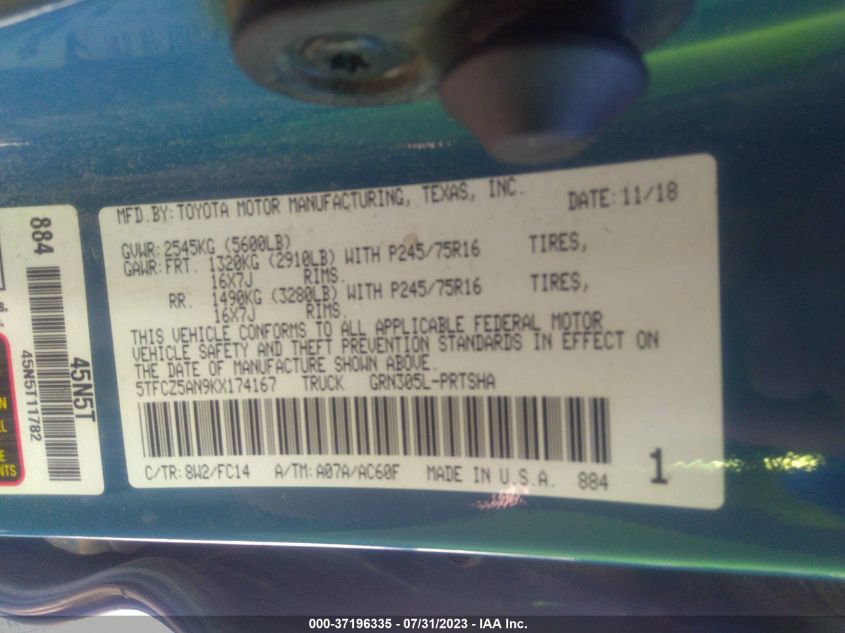 MFD.BY:TOYOTA MOTOR MANUFACTURING, TEXAS, INC. DATE:11/18
GVWR:2545KG (5600LB)
GAWR:FRT. 1320KG (2910LB) WITH P245/75R16 TIRES,
16X7J RIMS.
RR. 1490KG (3280LB) WITH P245/75R16 TIRES,
16X7J RIMS.
THIS VEHICLE CONFORMS TO ALL APPLICABLE FEDERAL MOTOR
VEHICLE SAFETY AND THEFT PREVENTION STANDARDS IN EFFECT ON
THE DATE OF MANUFACTURE SHOWN ABOVE.
5TFCZ5AN9KX174167 TRUCK GRN305L-PRTSHA
C/TR:8W2/FC14 A/TM:A07A/AC60F MADE IN U.S.A. 884 1
884
45N5T
45N5T11782
000-37196335 - 07/31/2023 - IAA Inc.